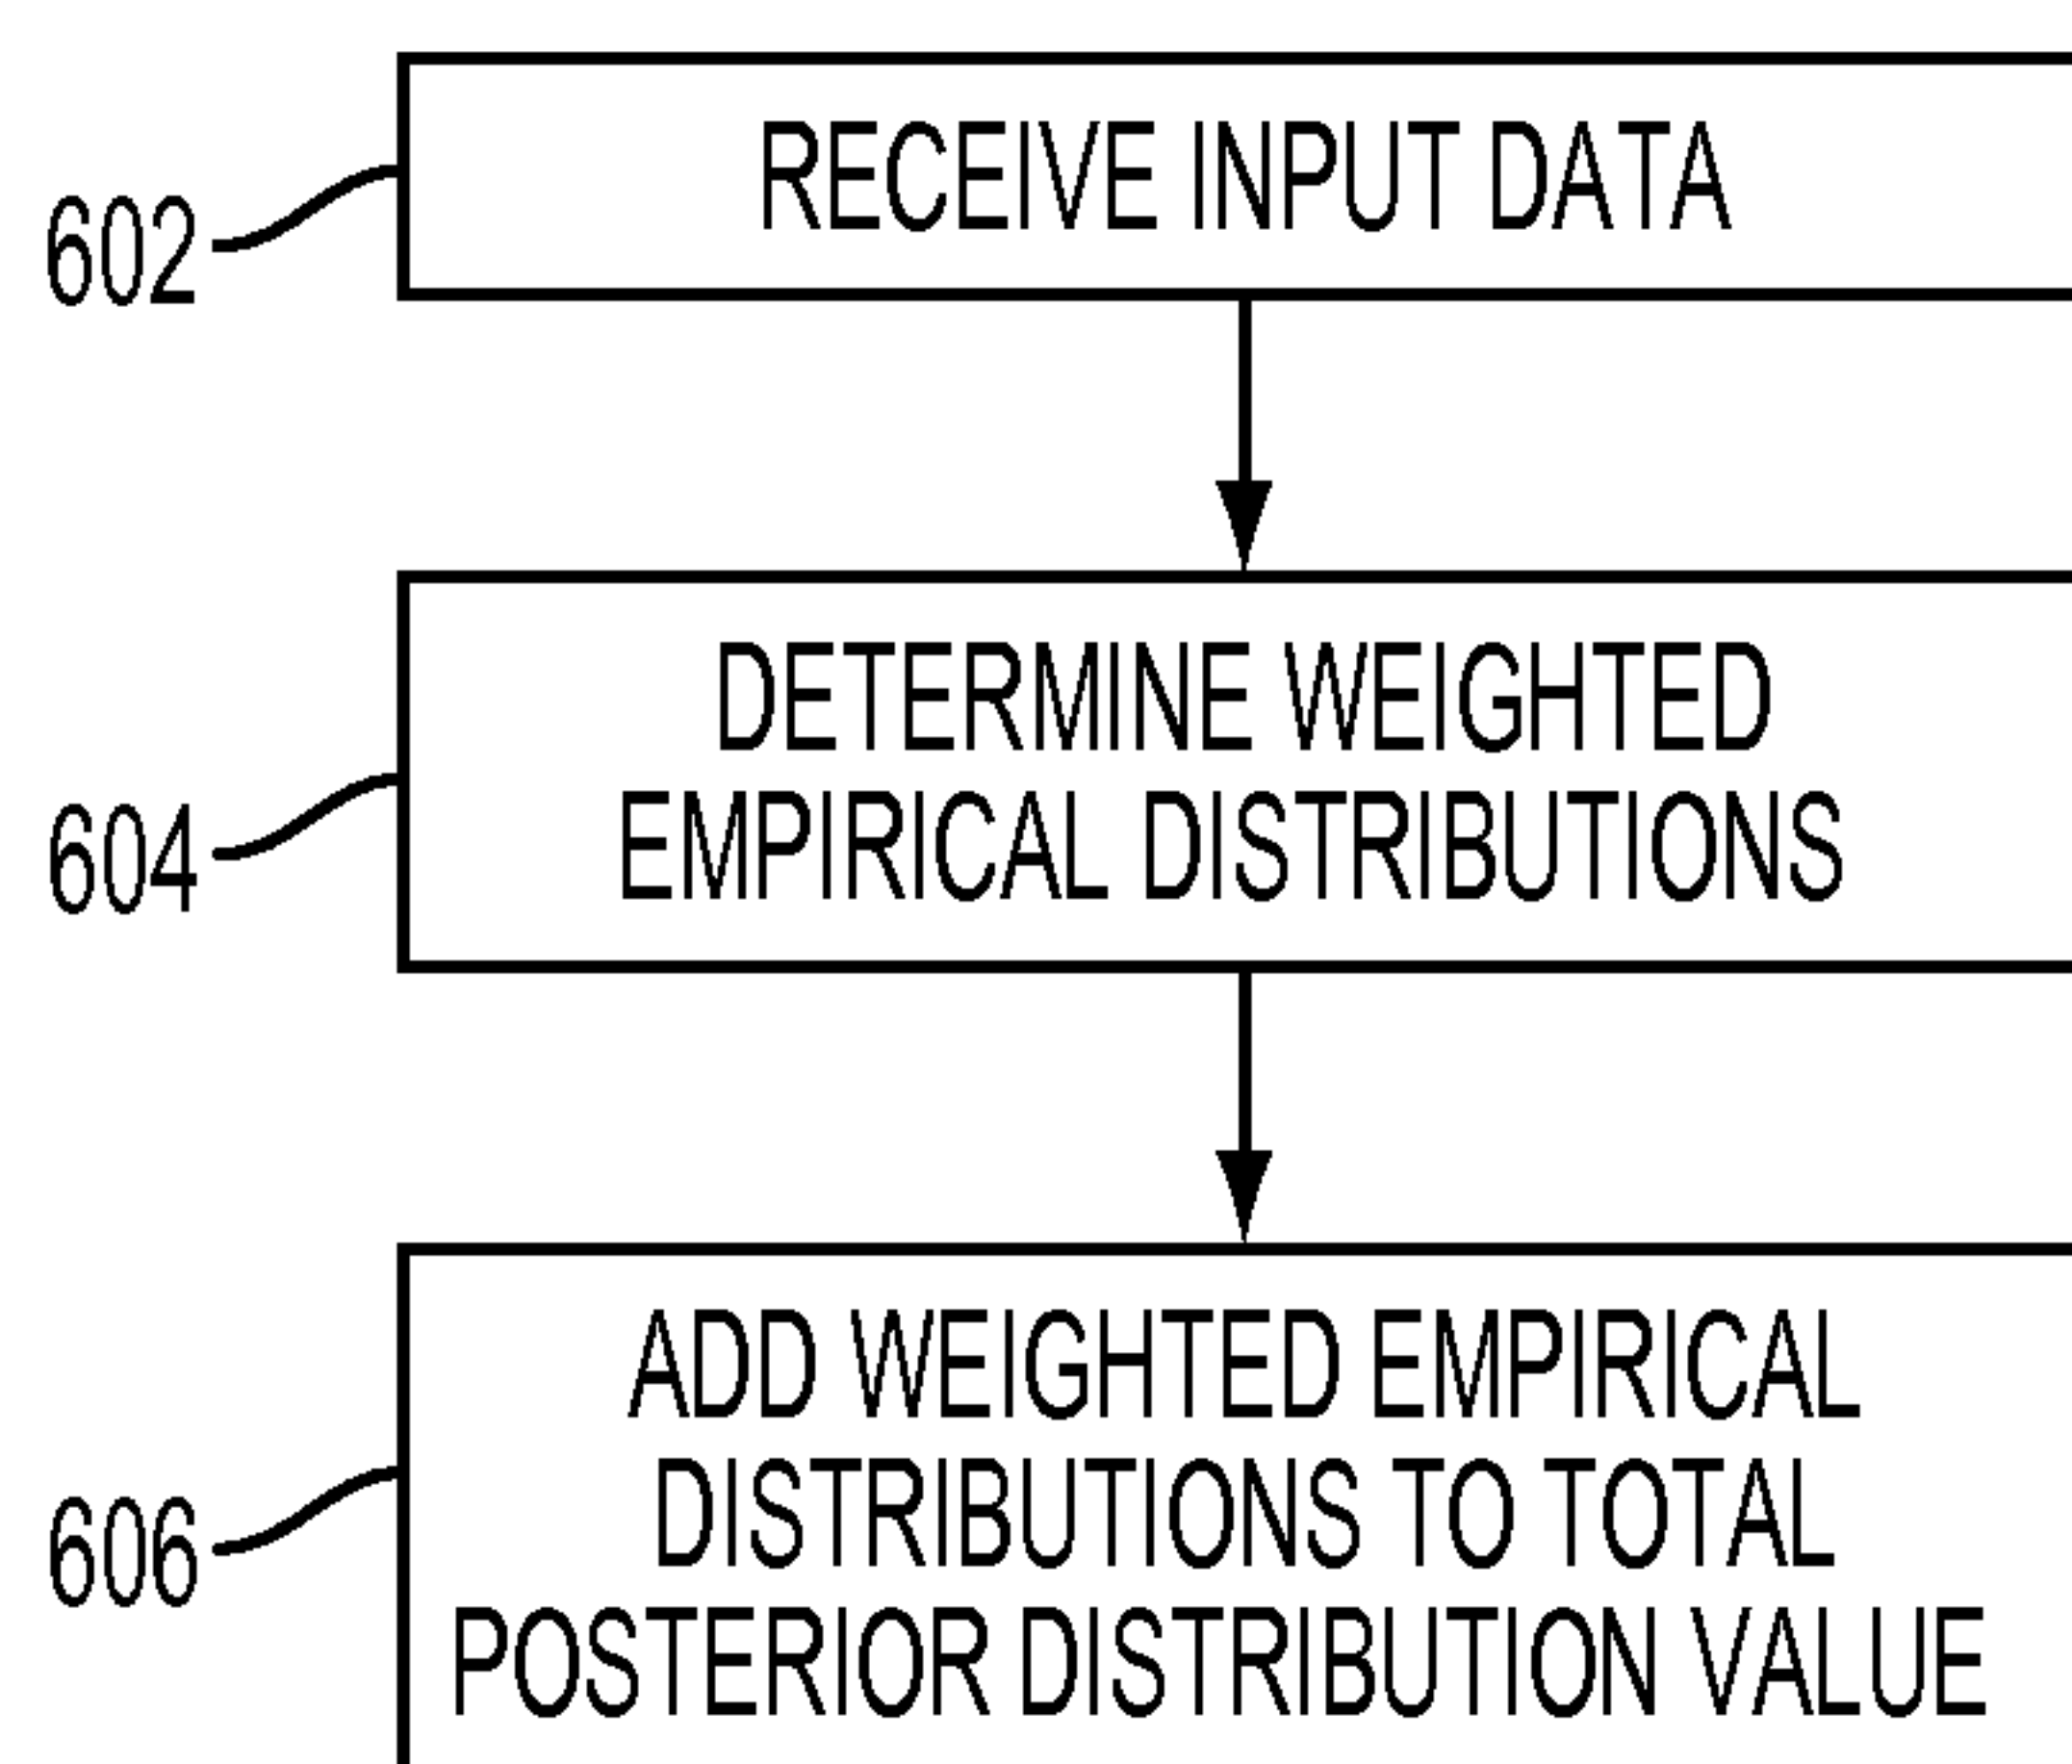 RECEIVE INPUT DATA
602
DETERMINE WEIGHTED
EMPIRICAL DISTRIBUTIONS
604
ADD WEIGHTED EMPIRICAL
DISTRIBUTIONS TO TOTAL
POSTERIOR DISTRIBUTION VALUE
606